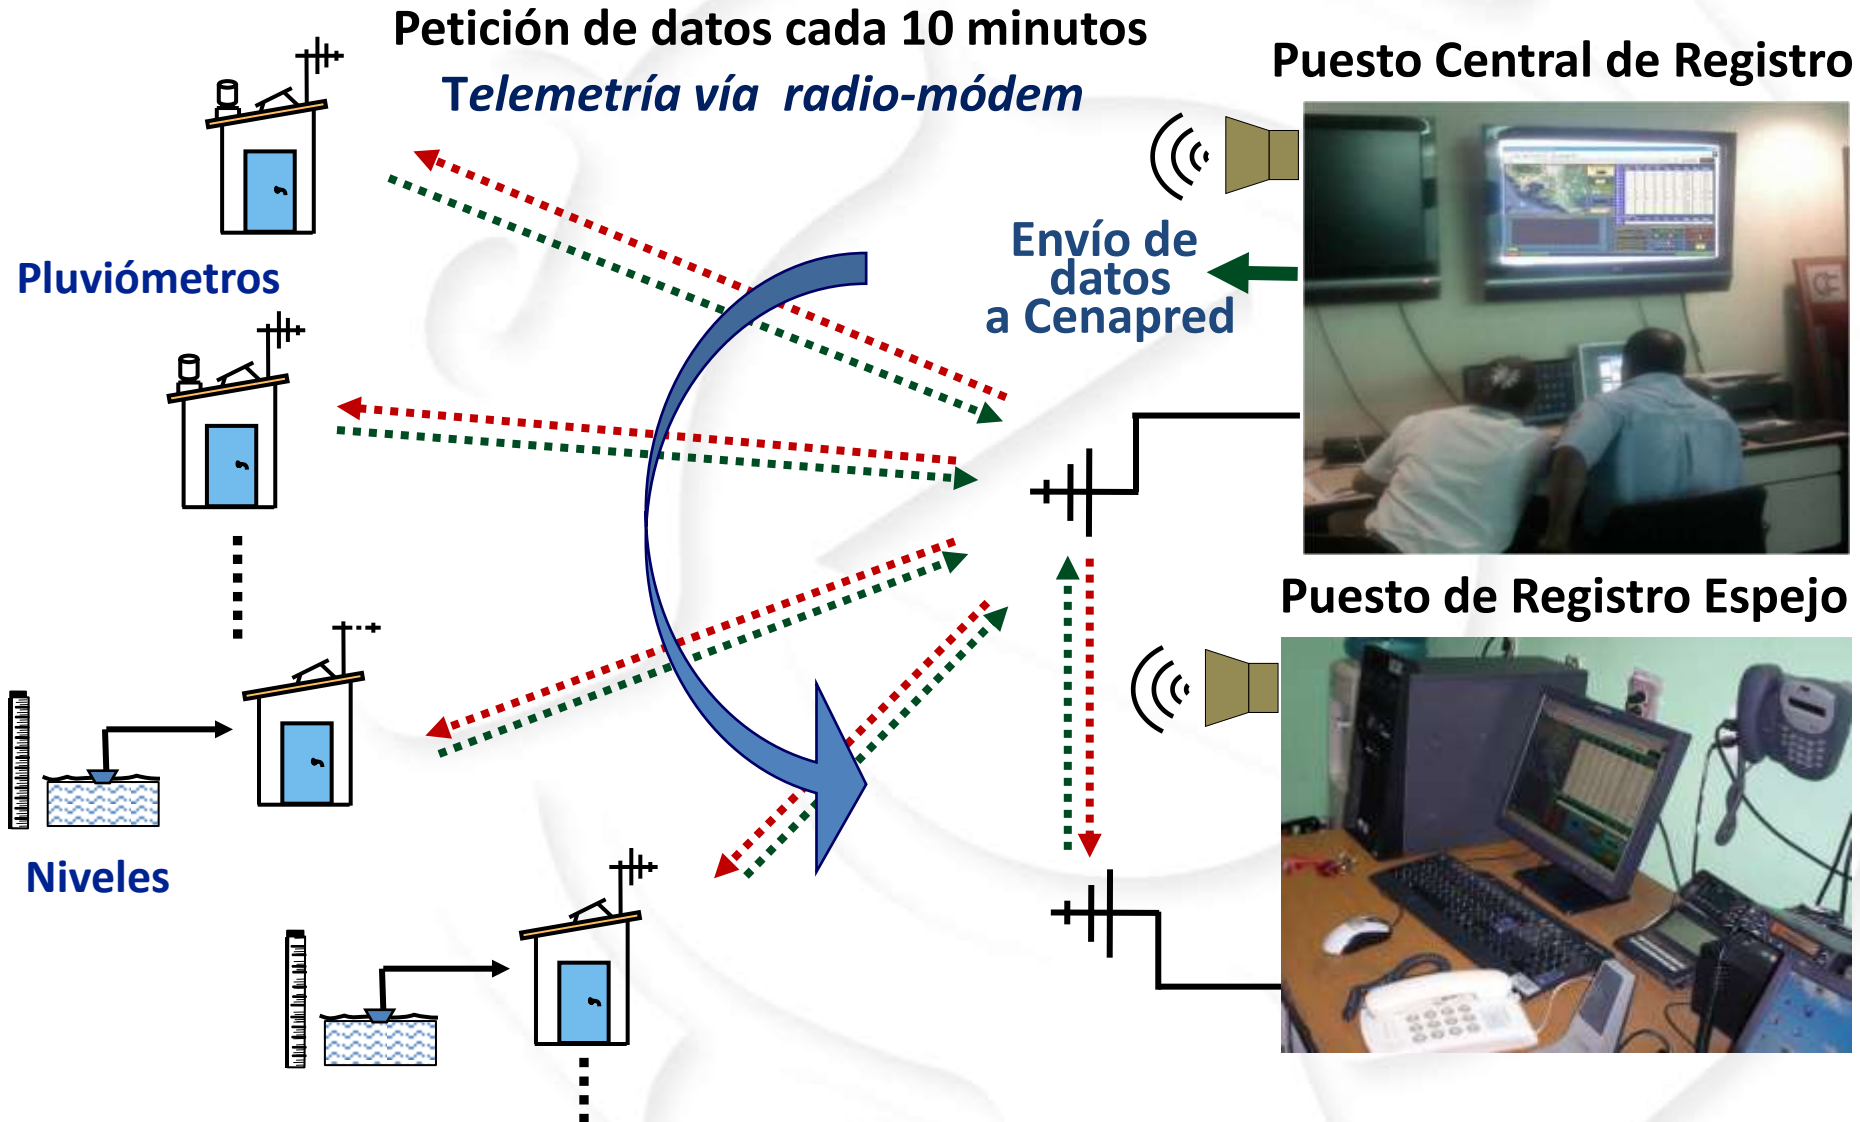 Petición de datos cada 10 minutos
Telemetría vía radio-módem
Puesto Central de Registro
Envío de
datos
a Cenapred
Pluviómetros
Puesto de Registro Espejo
Niveles